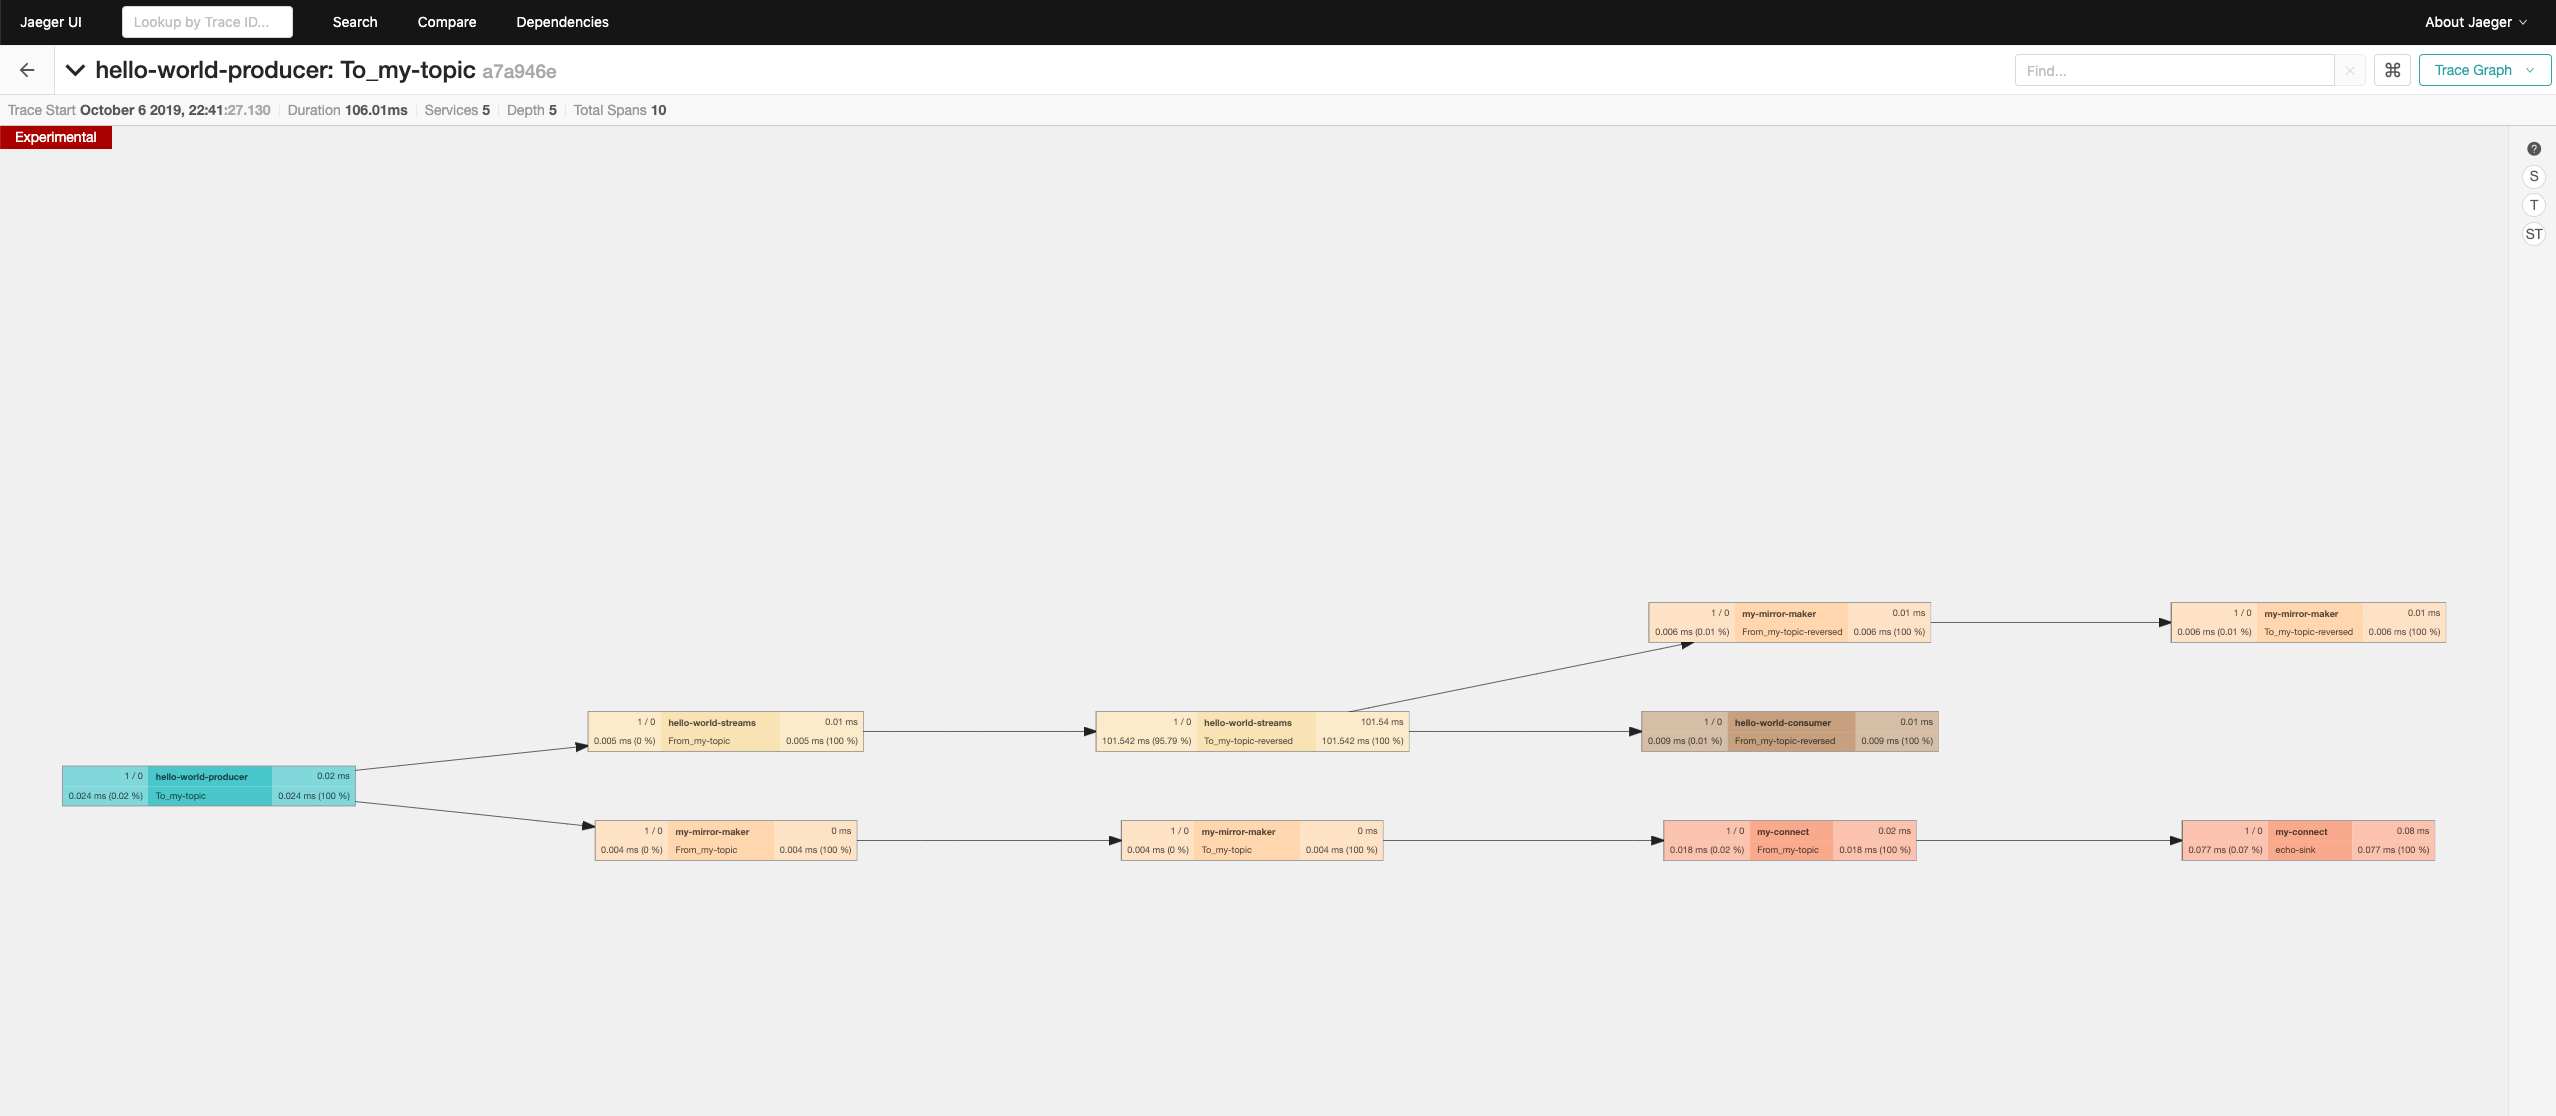 Jaeger UI Lookup by Trace ID... Search Compare Dependencies About Jaeger
hello-world-producer: To_my-topic a7a946e Find... Trace Graph
Trace Start October 6 2019, 22:41:27.130 Duration 106.01ms Services 5 Depth 5 Total Spans 10
Experimental
?
S
T
ST
1 / 0 my-mirror-maker 0.01 ms
0.006 ms (0.01 %) From_my-topic-reversed 0.006 ms (100 %)
1 / 0 my-mirror-maker 0.01 ms
0.006 ms (0.01 %) To_my-topic-reversed 0.006 ms (100 %)
1 / 0 hello-world-streams 0.01 ms
0.005 ms (0 %) From_my-topic 0.005 ms (100 %)
1 / 0 hello-world-streams 101.54 ms
101.542 ms (95.79 %) To_my-topic-reversed 101.542 ms (100 %)
1 / 0 hello-world-consumer 0.01 ms
0.009 ms (0.01 %) From_my-topic-reversed 0.009 ms (100 %)
1 / 0 hello-world-producer 0.02 ms
0.024 ms (0.02 %) To_my-topic 0.024 ms (100 %)
1 / 0 my-mirror-maker 0 ms
0.004 ms (0 %) From_my-topic 0.004 ms (100 %)
1 / 0 my-mirror-maker 0 ms
0.004 ms (0 %) To_my-topic 0.004 ms (100 %)
1 / 0 my-connect 0.02 ms
0.018 ms (0.02 %) From_my-topic 0.018 ms (100 %)
1 / 0 my-connect 0.08 ms
0.077 ms (0.07 %) echo-sink 0.077 ms (100 %)